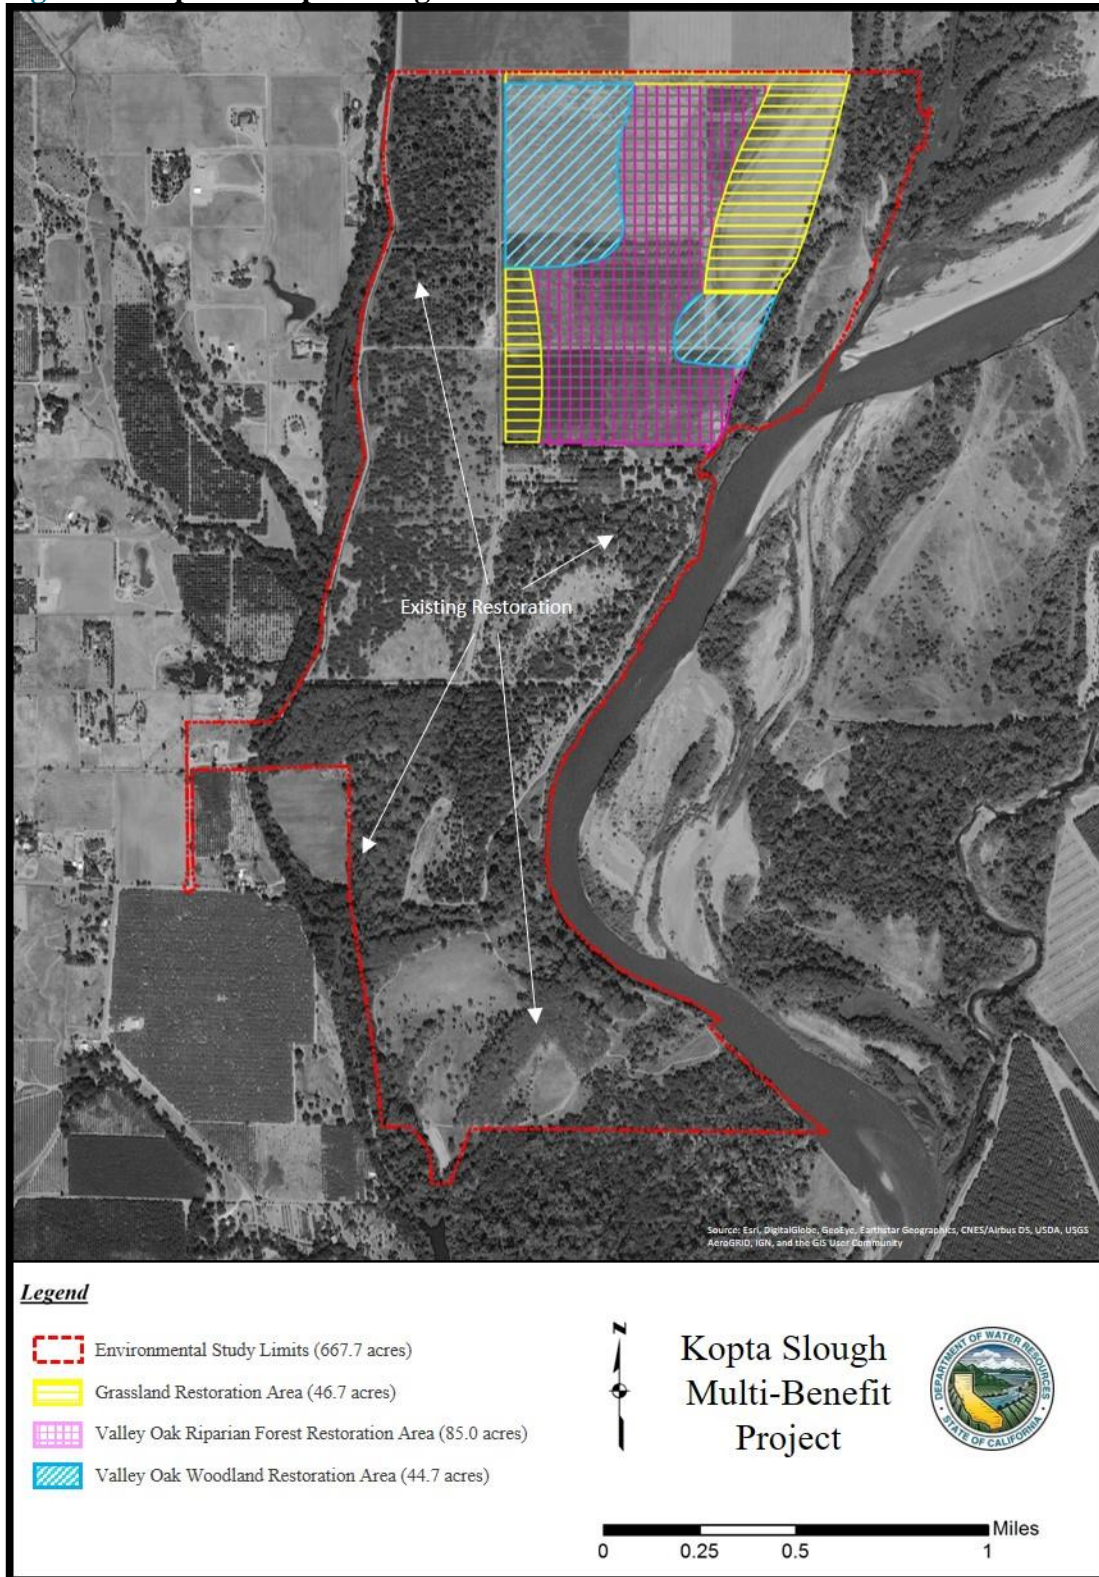 Existing Restoration
Source: Esri, DigitalGlobe, GeoEye, Earthstar Geographics, CNES/Airbus DS, USDA, USGS
AeroGRID, IGN, and the GIS User Community
Legend
Environmental Study Limits (667.7 acres)
Grassland Restoration Area (46.7 acres)
Valley Oak Riparian Forest Restoration Area (85.0 acres)
Valley Oak Woodland Restoration Area (44.7 acres)
N
Kopta Slough
Multi-Benefit
Project
DEPARTMENT OF WATER RESOURCES
STATE OF CALIFORNIA
Miles
0 0.25 0.5 1